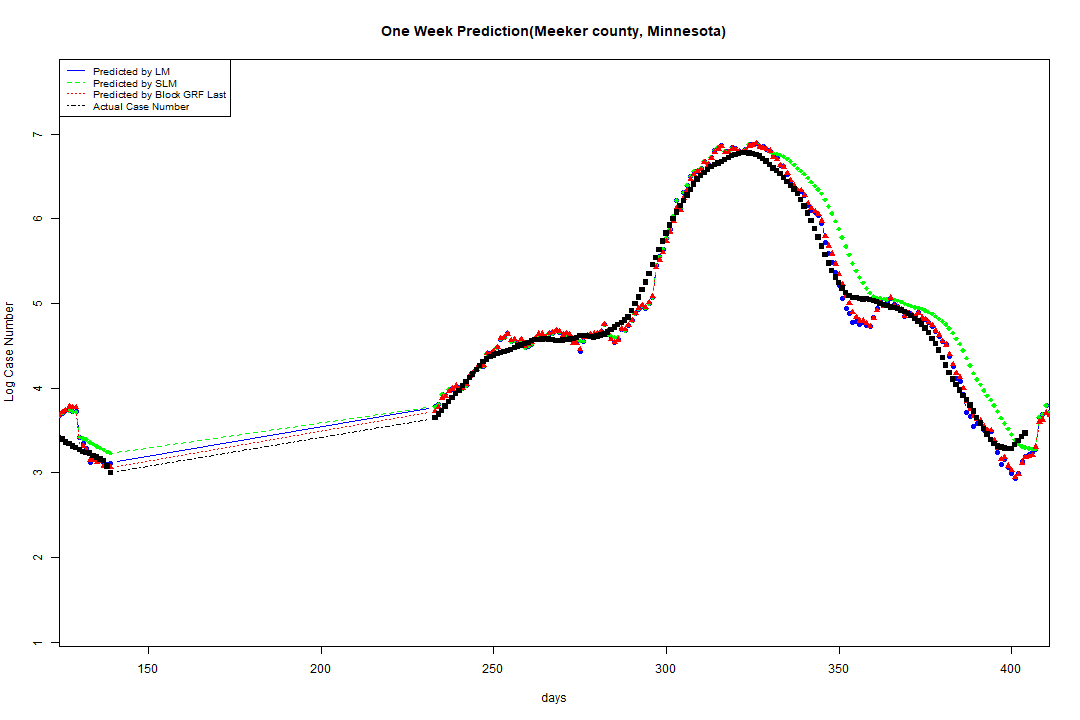 One Week Prediction(Meeker county, Minnesota)
Predicted by LM
Predicted by SLM
Predicted by Block GRF Last
Actual Case Number
Log Case Number
7
6
5
4
3
2
1
150 200 250 300 350 400
days